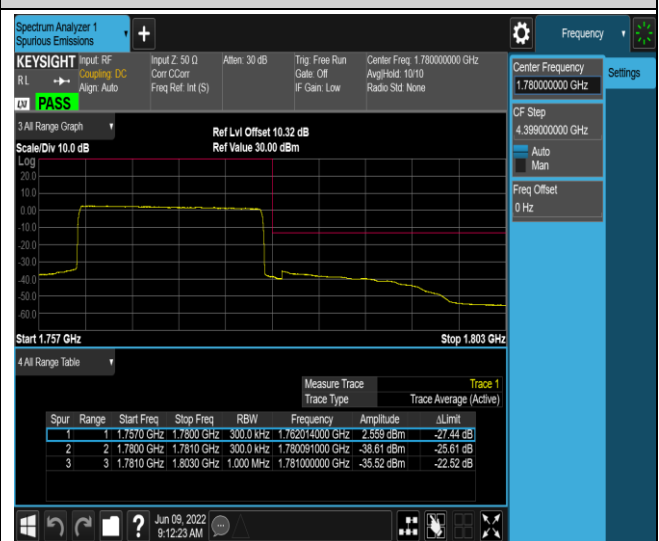 Spectrum Analyzer 1
Spurious Emissions
Frequency
KEYSIGHT Input: RF Input Z: 50 Ω Atten: 30 dB Trig: Free Run Center Freq: 1.780000000 GHz
RL Coupling: DC Corr CCorr Gate: Off Avg|Hold: 10/10
Align: Auto Freq Ref: Int (S) IF Gain: Low Radio Std: None
LXI PASS
Center Frequency
1.780000000 GHz
Settings
CF Step
4.399000000 GHz
Auto
Man
Freq Offset
0 Hz
3 All Range Graph
Ref Lvl Offset 10.32 dB
Scale/Div 10.0 dB Ref Value 30.00 dBm
Log
20.0
10.0
0.00
-10.0
-20.0
-30.0
-40.0
-50.0
-60.0
Start 1.757 GHz Stop 1.803 GHz
4 All Range Table
Measure Trace Trace 1
Trace Type Trace Average (Active)
Spur Range Start Freq Stop Freq RBW Frequency Amplitude ΔLimit
1 1 1.7570 GHz 1.7800 GHz 300.0 kHz 1.762014000 GHz 2.559 dBm -27.44 dB
2 2 1.7800 GHz 1.7810 GHz 300.0 kHz 1.780091000 GHz -38.61 dBm -25.61 dB
3 3 1.7810 GHz 1.8030 GHz 1.000 MHz 1.781000000 GHz -35.52 dBm -22.52 dB
Jun 09, 2022
9:12:23 AM